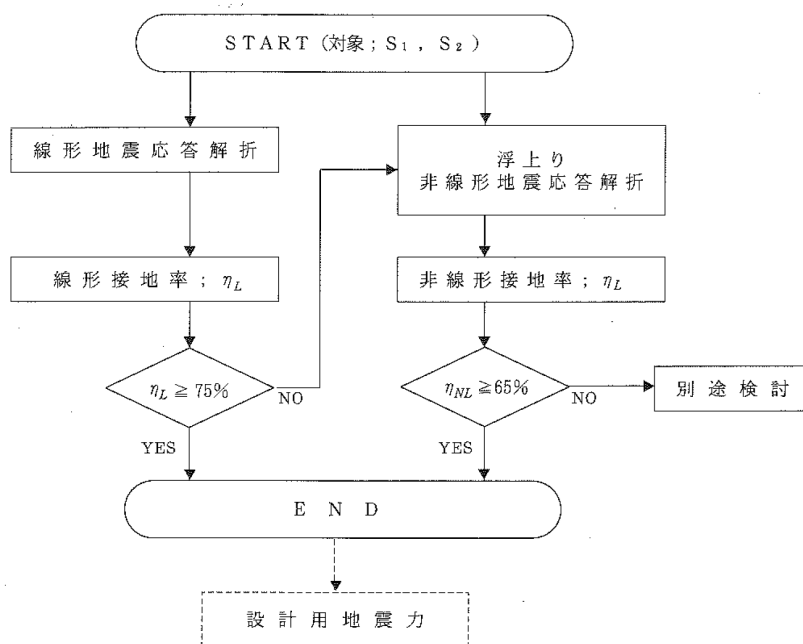 START (対象; S₁, S₂)
線形地震応答解折
浮上り
非線形地震応答解折
線形接地率; η_L
非線形接地率; η_L
η_L ≧ 75%
NO
YES
η_NL ≧ 65%
NO
YES
別途検討
END
設計用地震力